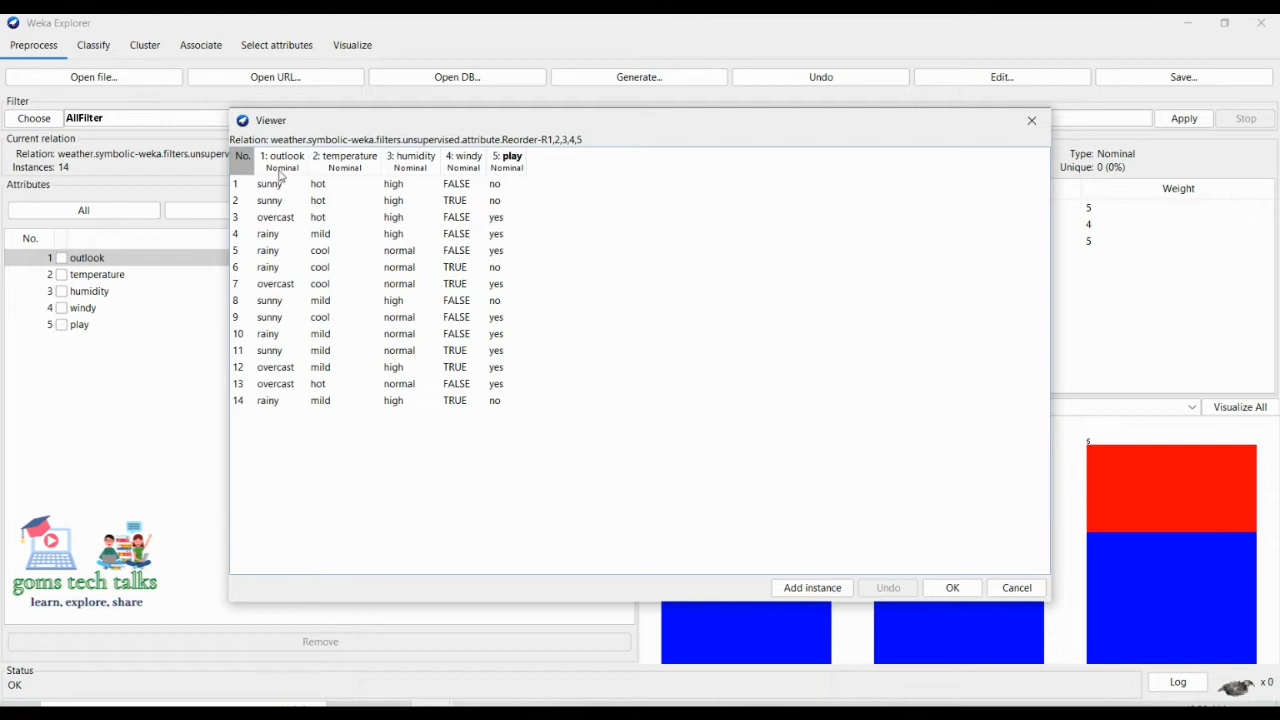 Weka Explorer
Preprocess Classify Cluster Associate Select attributes Visualize
Open file... Open URL... Open DB... Generate... Undo Edit... Save...
Filter
Choose AllFilter Apply Stop
Current relation
Relation: weather.symbolic-weka.filters.unsuperv
Instances: 14
Type: Nominal
Unique: 0 (0%)
Attributes
All
No.
1 outlook
2 temperature
3 humidity
4 windy
5 play
Viewer
Relation: weather.symbolic-weka.filters.unsupervised.attribute.Reorder-R1,2,3,4,5
No. 1: outlook 2: temperature 3: humidity 4: windy 5: play
Nominal Nominal Nominal Nominal Nominal
1 sunny hot high FALSE no
2 sunny hot high TRUE no
3 overcast hot high FALSE yes
4 rainy mild high FALSE yes
5 rainy cool normal FALSE yes
6 rainy cool normal TRUE no
7 overcast cool normal TRUE yes
8 sunny mild high FALSE no
9 sunny cool normal FALSE yes
10 rainy mild normal FALSE yes
11 sunny mild normal TRUE yes
12 overcast mild high TRUE yes
13 overcast hot normal FALSE yes
14 rainy mild high TRUE no
Add instance Undo OK Cancel
Weight
5
4
5
Visualize All
goms tech talks
learn, explore, share
Remove
Status
OK
Log x 0